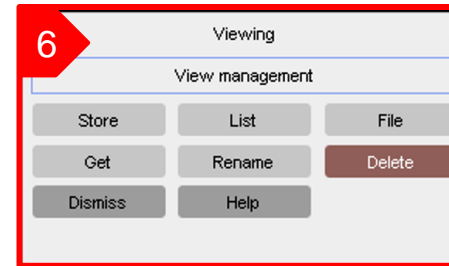 6
Viewing
View management
Store List File
Get Rename Delete
Dismiss Help